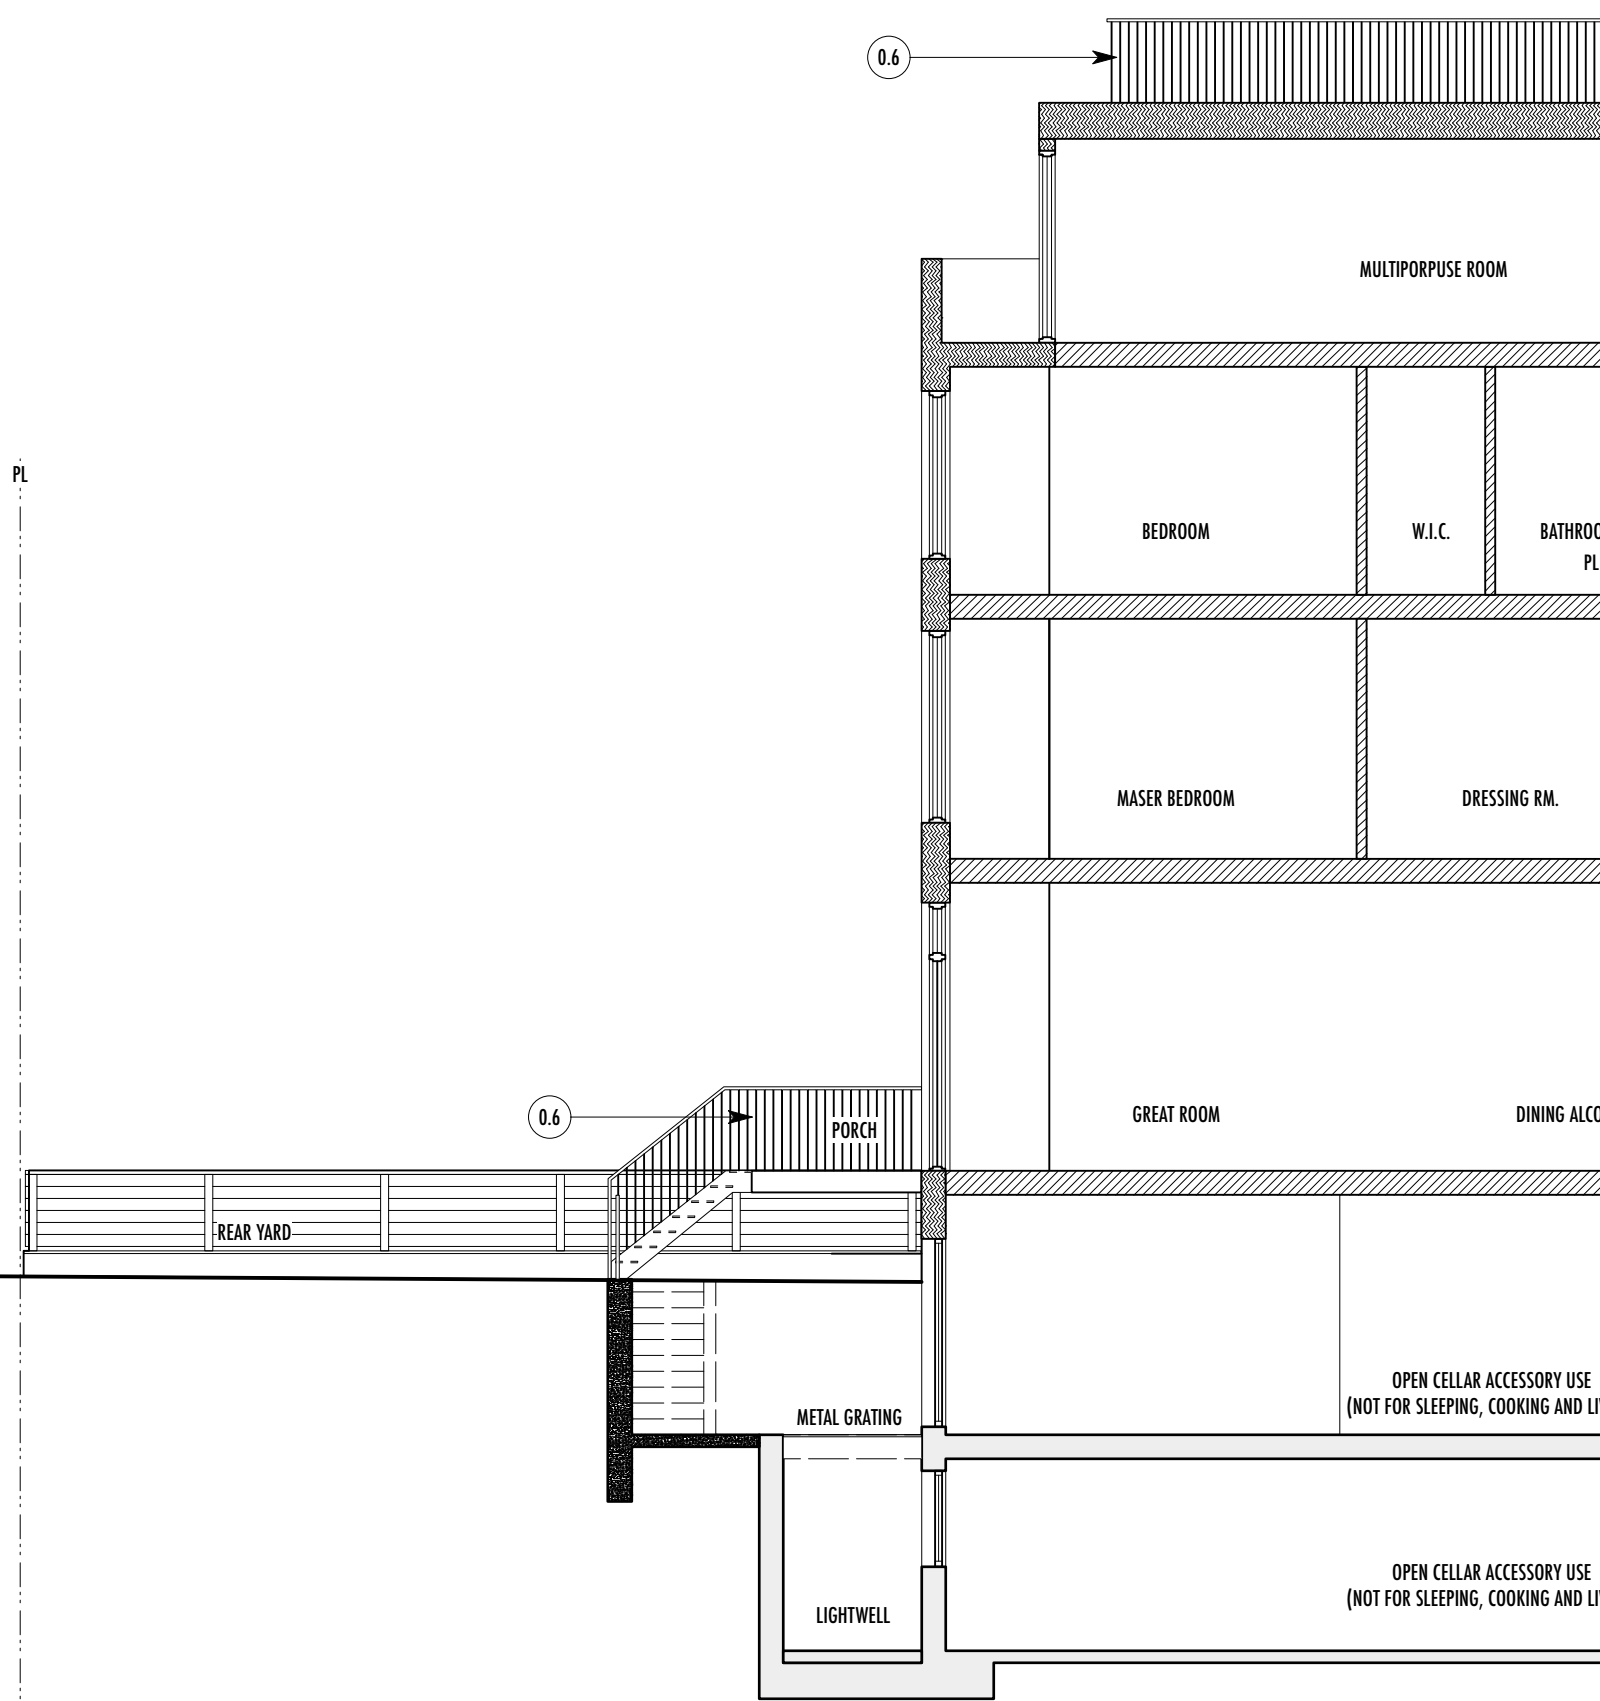 0.6
MULTIPORPUSE ROOM
PL
BEDROOM
W.I.C.
BATHROO
PL
MASER BEDROOM
DRESSING RM.
0.6
PORCH
GREAT ROOM
DINING ALCO
REAR YARD
OPEN CELLAR ACCESSORY USE
(NOT FOR SLEEPING, COOKING AND LIV
METAL GRATING
OPEN CELLAR ACCESSORY USE
(NOT FOR SLEEPING, COOKING AND LIV
LIGHTWELL